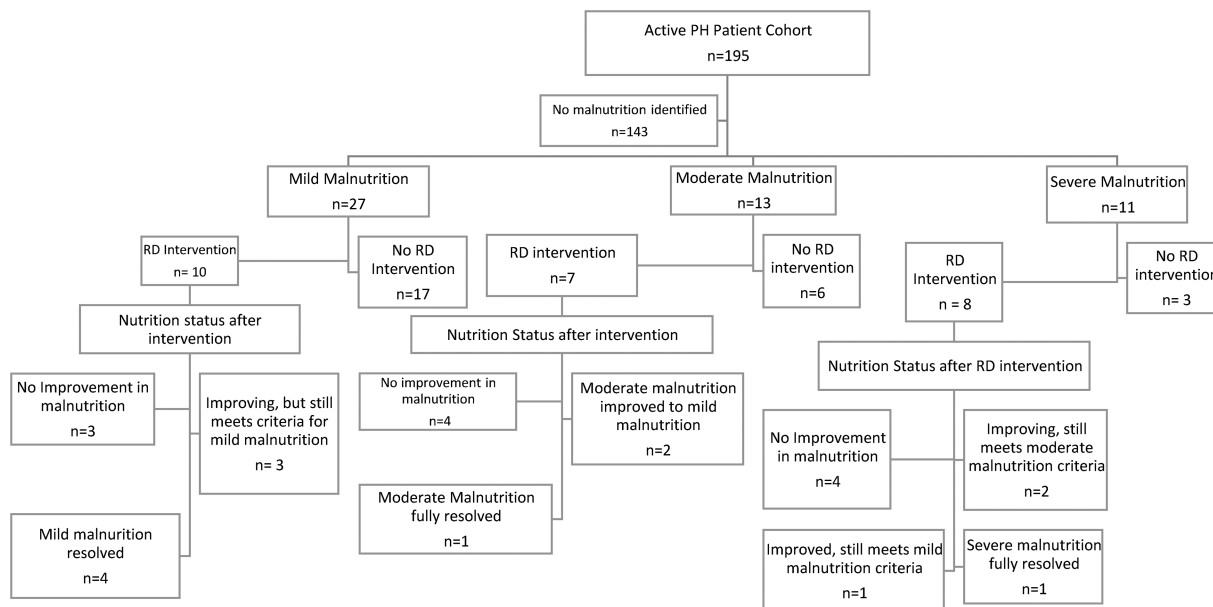 Active PH Patient Cohort
n=195
No malnutrition identified
n=143
Mild Malnutrition
n=27
Moderate Malnutrition
n=13
Severe Malnutrition
n=11
RD Intervention
n= 10
No RD
Intervention
n=17
RD intervention
n=7
No RD
intervention
n=6
RD
Intervention
n = 8
No RD
intervention
n= 3
Nutrition status after
intervention
Nutrition Status after intervention
Nutrition Status after RD intervention
No Improvement in
malnutrition
n=3
Improving, but still
meets criteria for
mild malnutrition
n= 3
Mild malnurition
resolved
n=4
No improvement in
malnutrition
n=4
Moderate malnutrition
improved to mild
malnutrition
n=2
Moderate Malnutrition
fully resolved
n=1
No Improvement
in malnutrition
n=4
Improving, still
meets moderate
malnutrition criteria
n=2
Improved, still meets mild
malnutrition criteria
n=1
Severe malnutrition
fully resolved
n=1